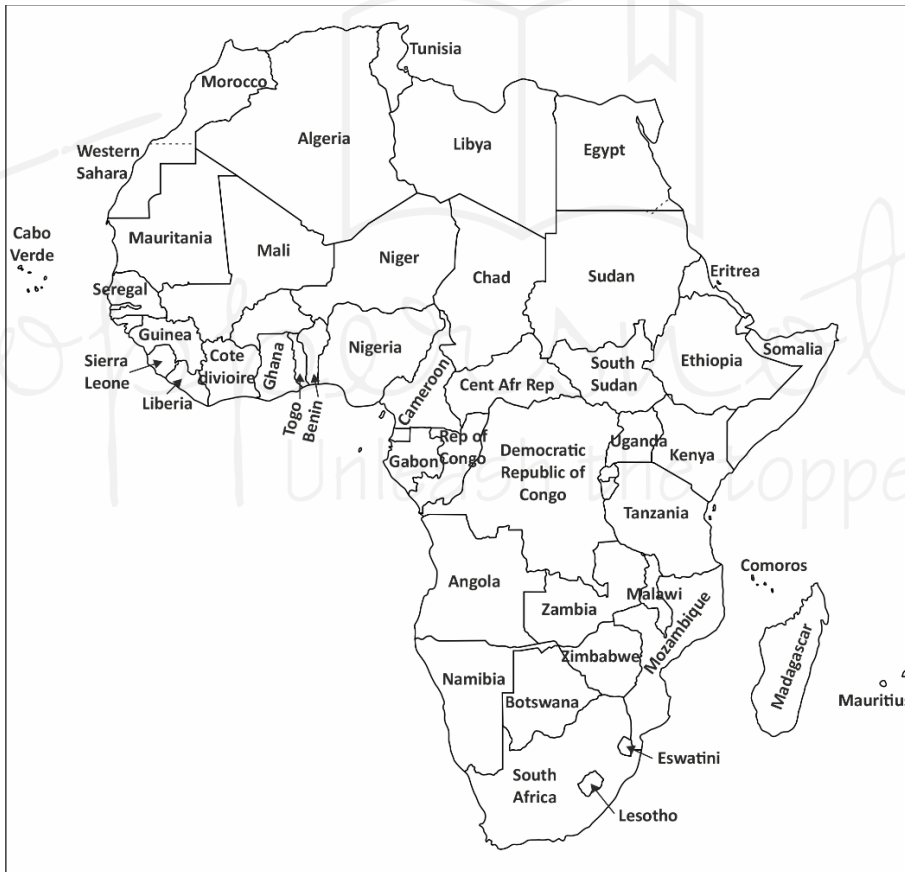 Tunisia
Morocco
Algeria
Libya
Egypt
Western
Sahara
Cabo
Verde
Mauritania
Mali
Niger
Chad
Sudan
Eritrea
Seregal
Guinea
Sierra
Leone
Liberia
Cote
divioire
Ghana
Togo
Benin
Nigeria
Cameroon
Cent Afr Rep
South
Sudan
Ethiopia
Somalia
Gabon
Rep of
Congo
Democratic
Republic of
Congo
Uganda
Kenya
Tanzania
Angola
Zambia
Malawi
Mozambique
Comoros
Madagascar
Mauritius
Namibia
Zimbabwe
Botswana
Eswatini
South
Africa
Lesotho
Unleash the toppe